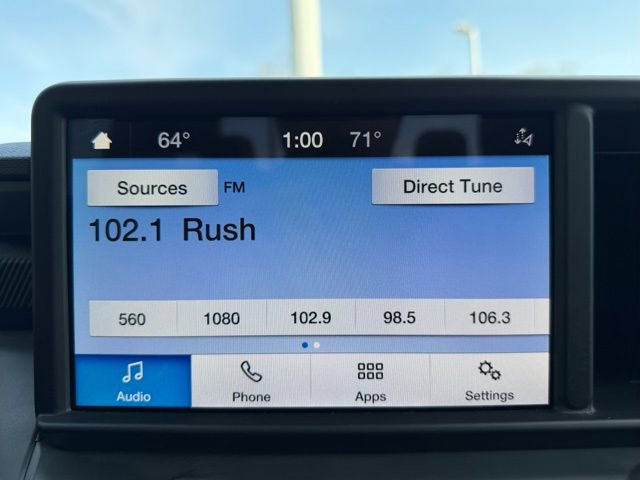 64° 1:00 71°
Sources FM Direct Tune
102.1 Rush
560 1080 102.9 98.5 106.3
Audio Phone Apps Settings